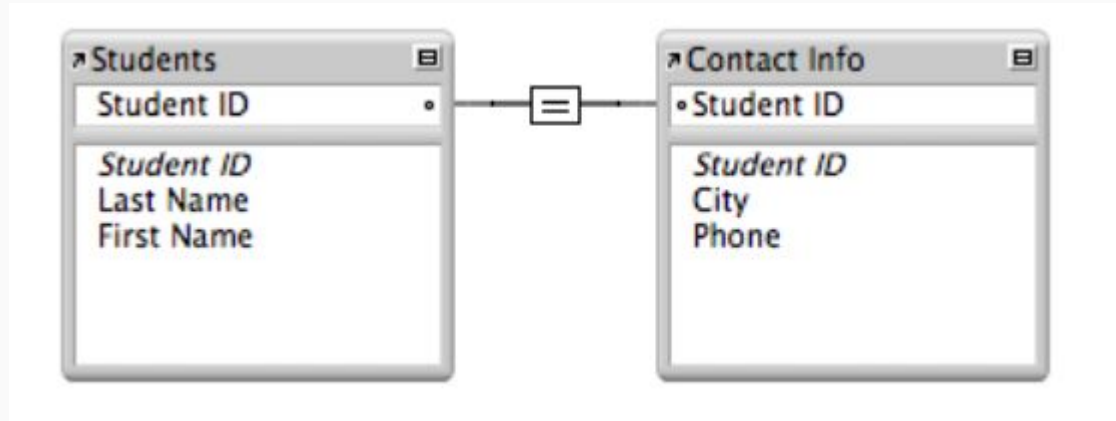 Students
Student ID
Student ID
Last Name
First Name
=
Contact Info
Student ID
Student ID
City
Phone